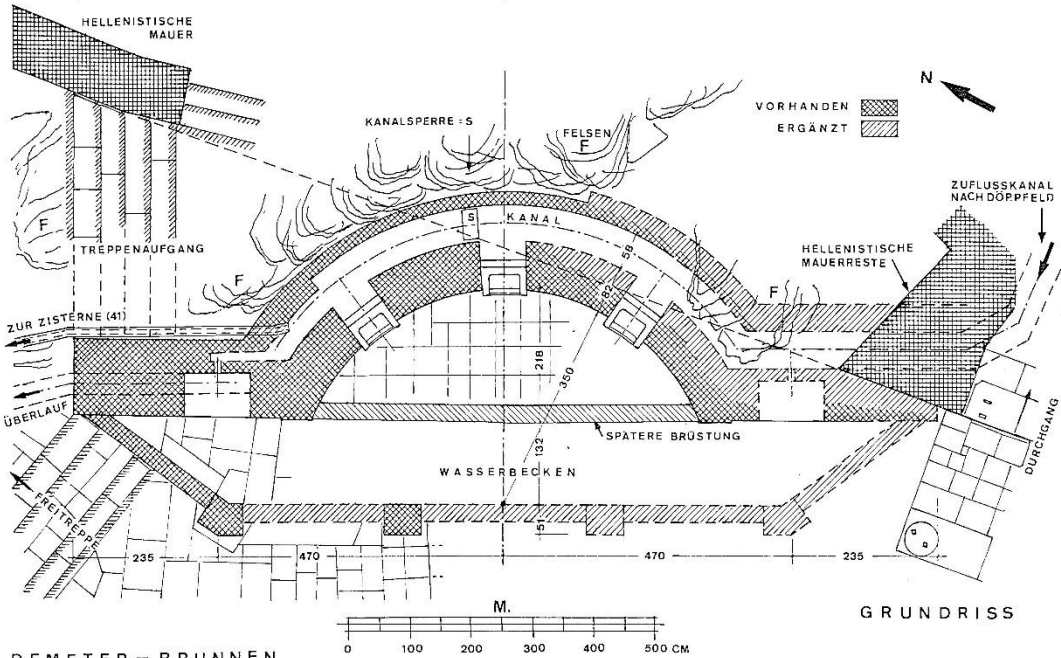 HELLENISTISCHE
MAUER
N
VORHANDEN
ERGÄNZT
KANALSPERRE = S
FELSEN
F
ZUFLUSSKANAL
NACH DÖRPFELD
S KANAL
F
TREPPENAUFGANG
HELLENISTISCHE
MAUERRESTE
58
F
F
82
ZUR ZISTERNE (41)
218
350
ÜBERLAUF
SPÄTERE BRÜSTUNG
DURCHGANG
132
WASSERBECKEN
FREITREPPE
51
235
470
470
235
M.
0 100 200 300 400 500 CM
GRUNDRISS
DEMETER – BRUNNEN